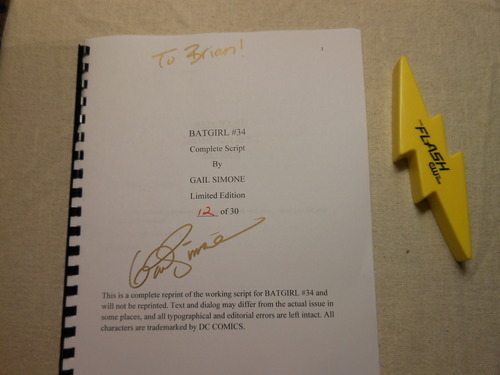 To Brian!
1
BATGIRL #34
Complete Script
By
GAIL SIMONE
Limited Edition
12 of 30
Gail Simone
This is a complete reprint of the working script for BATGIRL #34 and
will not be reprinted. Text and dialog may differ from the actual issue in
some places, and all typographical and editorial errors are left intact. All
characters are trademarked by DC COMICS.
THE
FLASH
CW